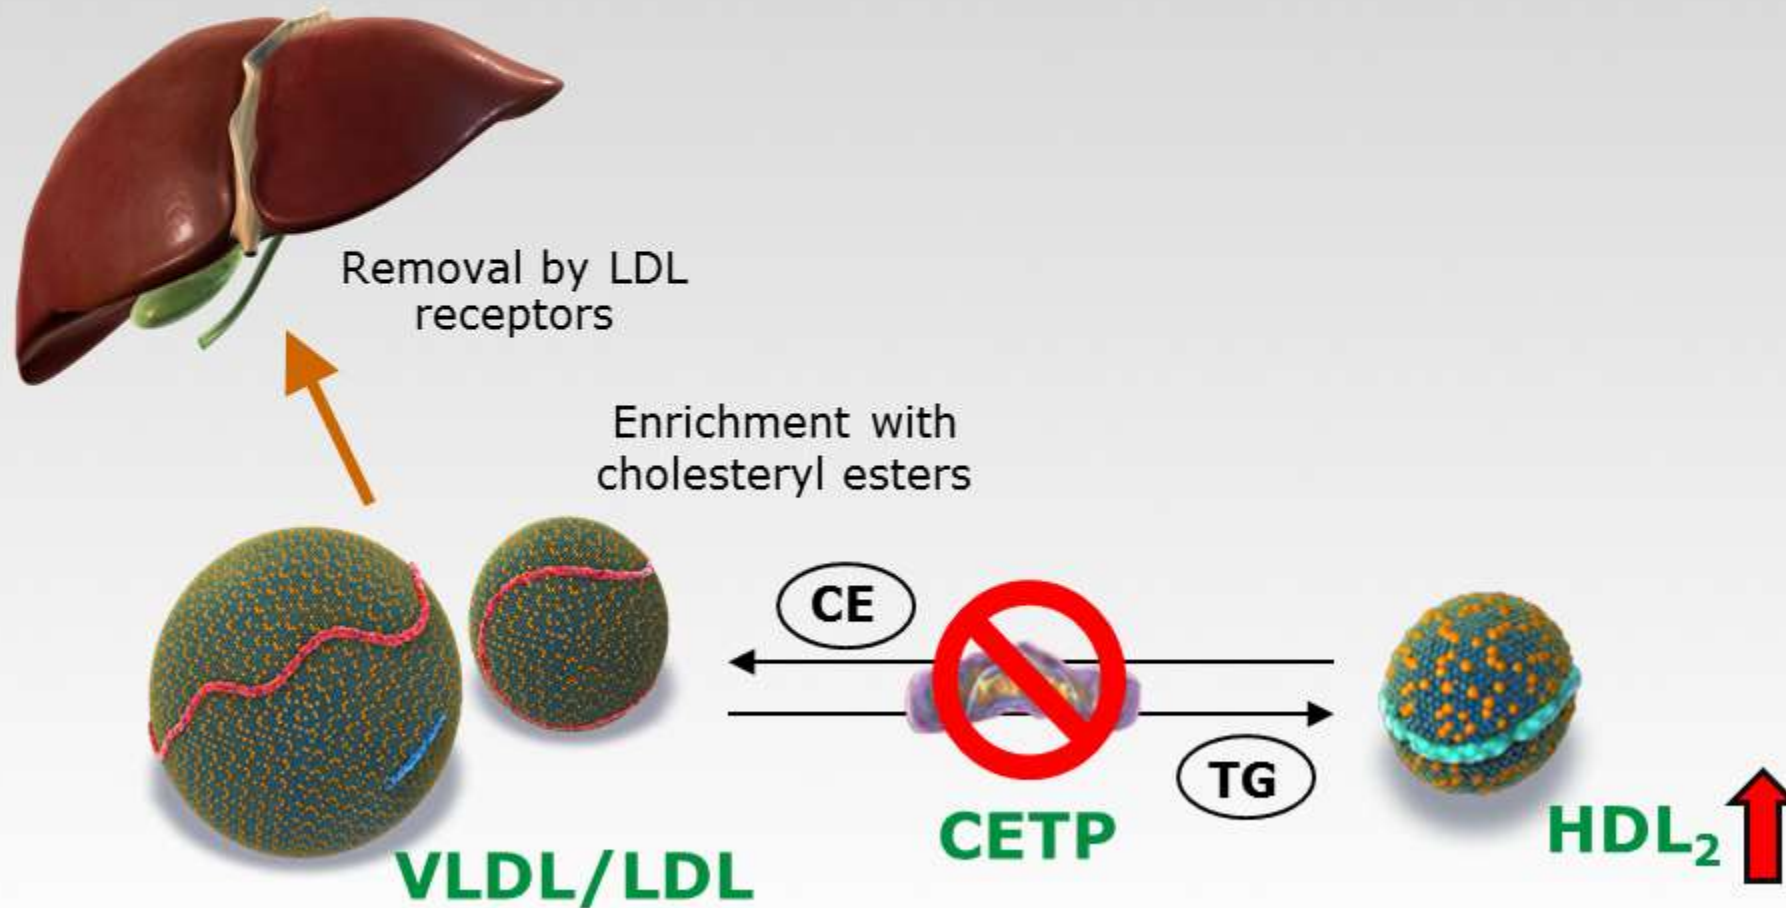 Removal by LDL
receptors
Enrichment with
cholesteryl esters
CE
TG
CETP
HDL₂
VLDL/LDL